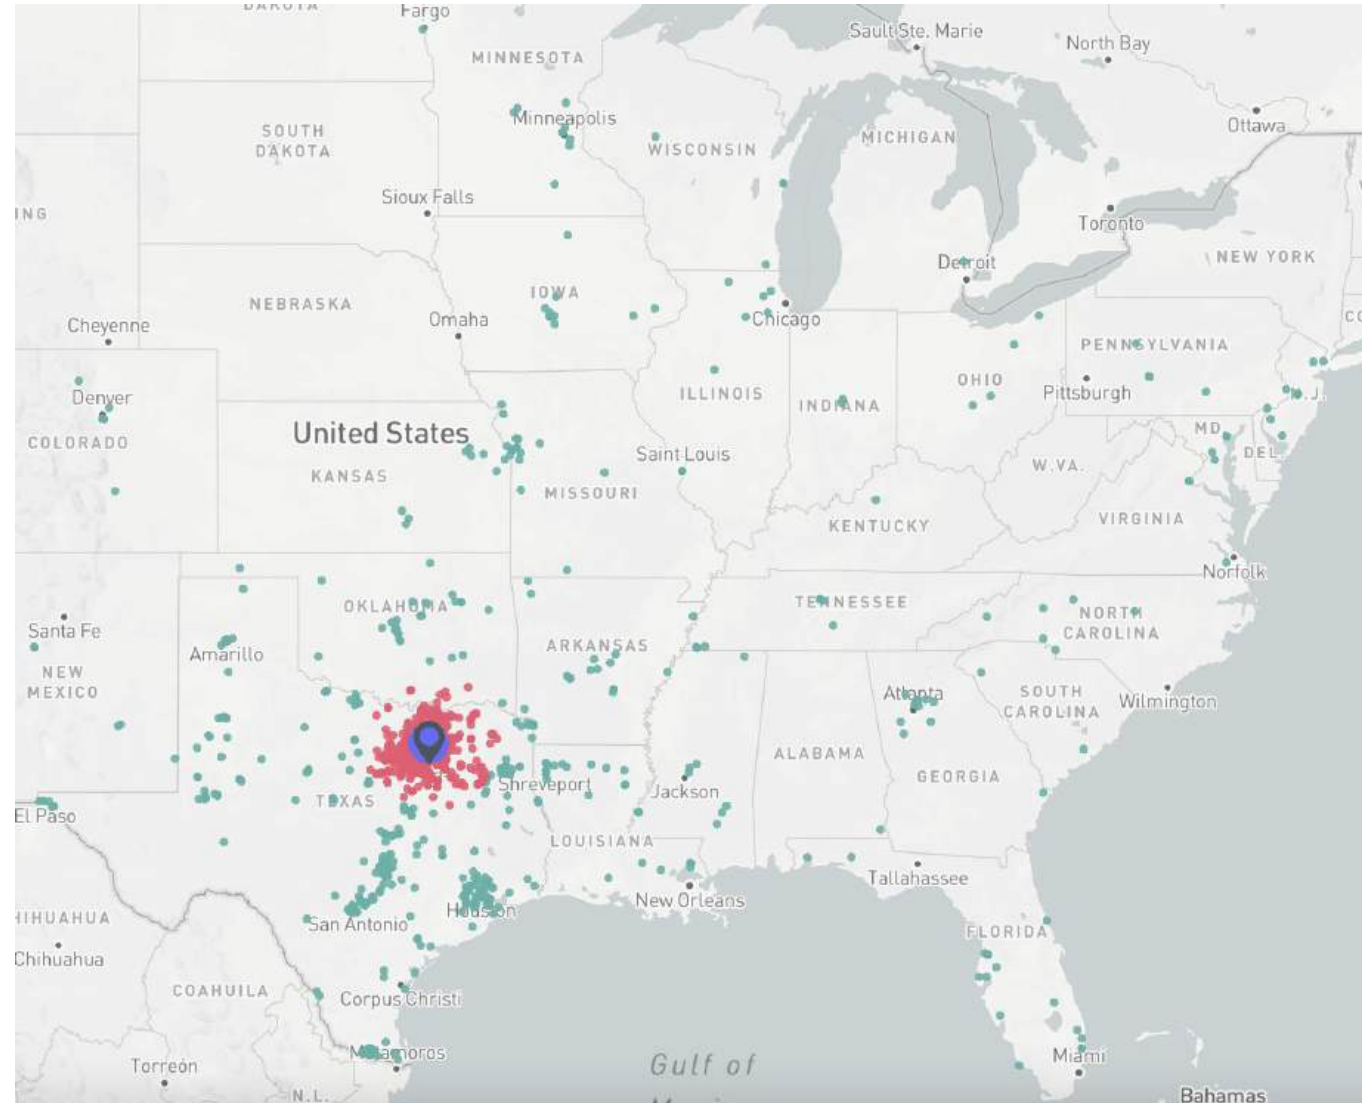 DAKOTA
Fargo
Sault Ste. Marie
North Bay
MINNESOTA
Minneapolis
SOUTH
DAKOTA
WISCONSIN
MICHIGAN
Ottawa
Sioux Falls
NG
Toronto
NEW YORK
Detroit
IOWA
NEBRASKA
Cheyenne
Omaha
Chicago
PENNSYLVANIA
Denver
ILLINOIS
INDIANA
OHIO
Pittsburgh
N.J.
COLORADO
United States
MD.
DEL.
KANSAS
Saint Louis
W.VA.
MISSOURI
KENTUCKY
VIRGINIA
Norfolk
OKLAHOMA
TENNESSEE
NORTH
CAROLINA
Santa Fe
Amarillo
ARKANSAS
NEW
MEXICO
Atlanta
SOUTH
CAROLINA
Wilmington
ALABAMA
GEORGIA
TEXAS
Shreveport
Jackson
El Paso
LOUISIANA
Tallahassee
New Orleans
HIHUAHUA
San Antonio
Houston
FLORIDA
Chihuahua
COAHUILA
Corpus Christi
Matamoros
Miami
Torreón
Gulf of
N.L.
Bahamas